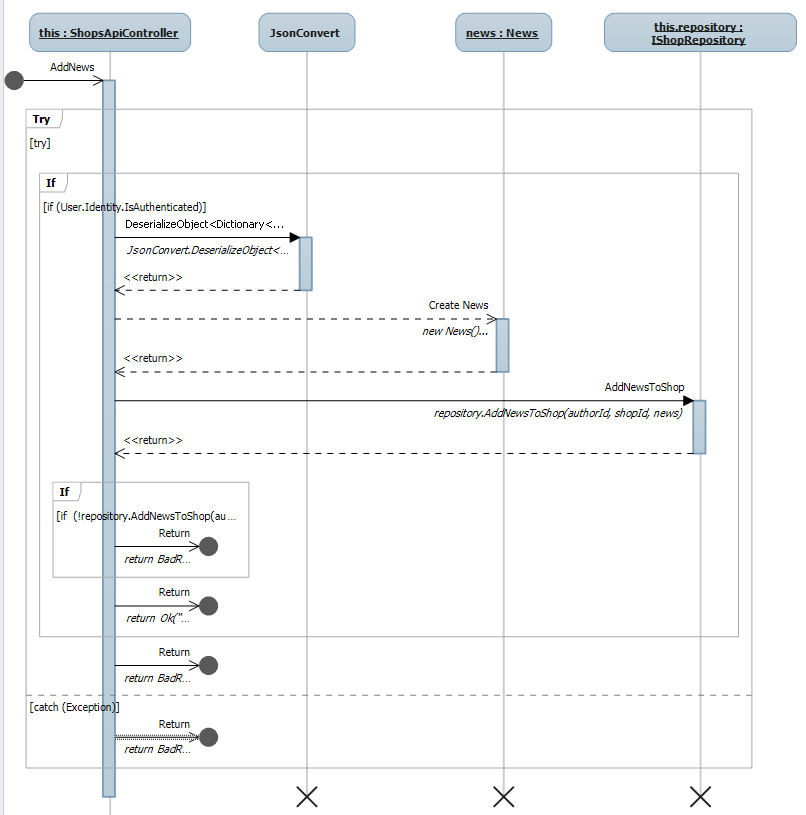 this : ShopsApiController
JsonConvert
news : News
this.repository :
IShopRepository
AddNews
Try
[try]
If
[if (User.Identity.IsAuthenticated)]
DeserializeObject<Dictionary<...
JsonConvert.DeserializeObject<...
<<return>>
Create News
new News()...
<<return>>
AddNewsToShop
repository.AddNewsToShop(authorId, shopId, news)
<<return>>
If
[if (!repository.AddNewsToShop(au...
Return
return BadR...
Return
return Ok("...
Return
return BadR...
[catch (Exception)]
Return
return BadR...